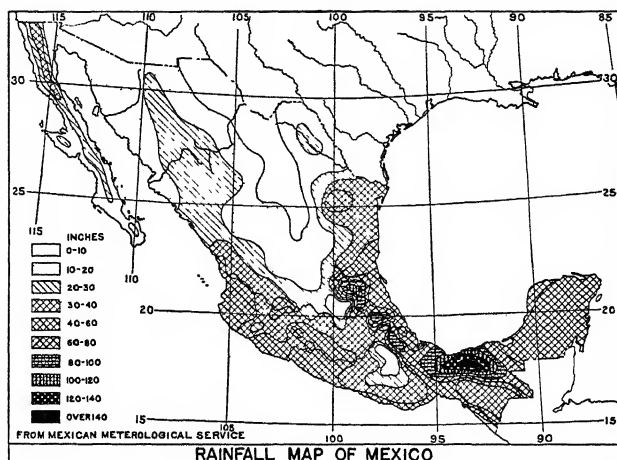 115 110 105 100 95 90 85
30 30
25 25
115
110
INCHES
0-10
10-20
20-30
30-40
40-60
60-80
80-100
100-120
120-140
OVER140
20 20
15 15
105 100 95 90
FROM MEXICAN METEROLOGICAL SERVICE
RAINFALL MAP OF MEXICO